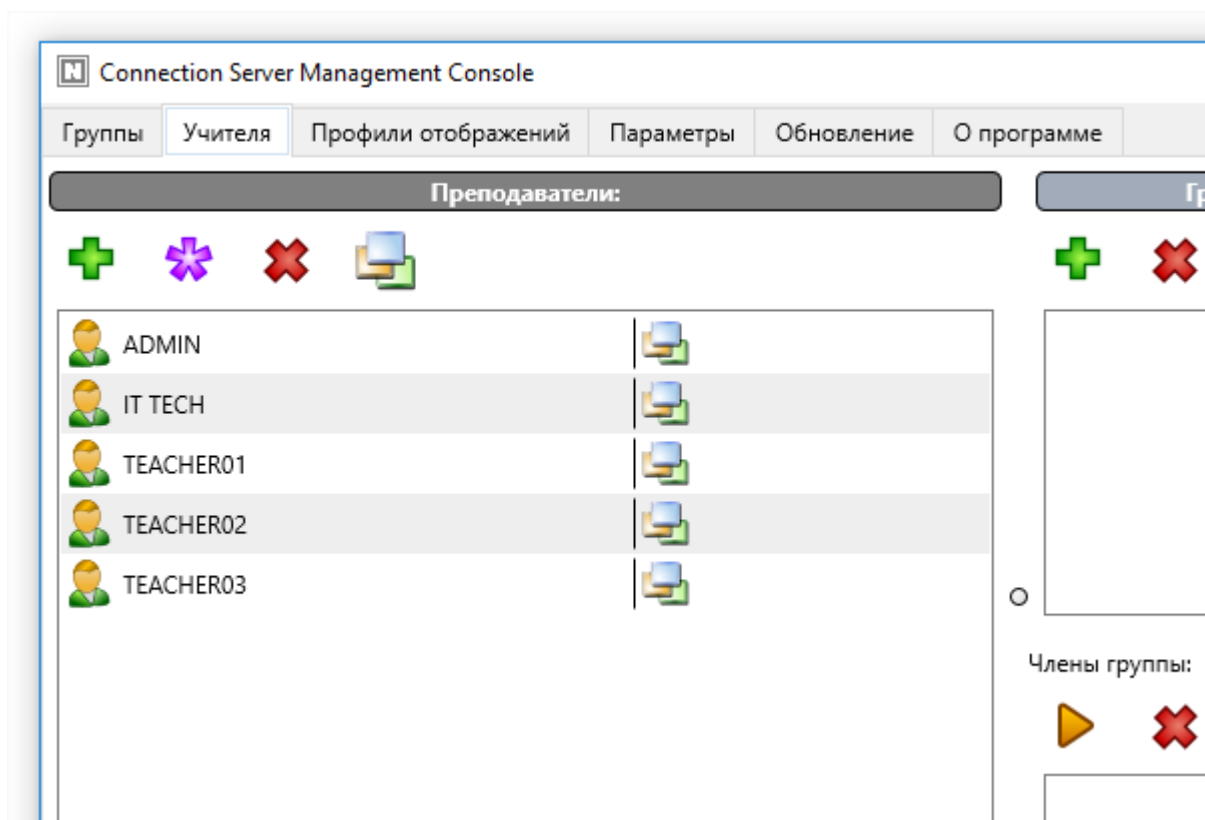 Connection Server Management Console
Группы Учителя Профили отображений Параметры Обновление О программе
Преподаватели:
ADMIN
IT TECH
TEACHER01
TEACHER02
TEACHER03
Члены группы: